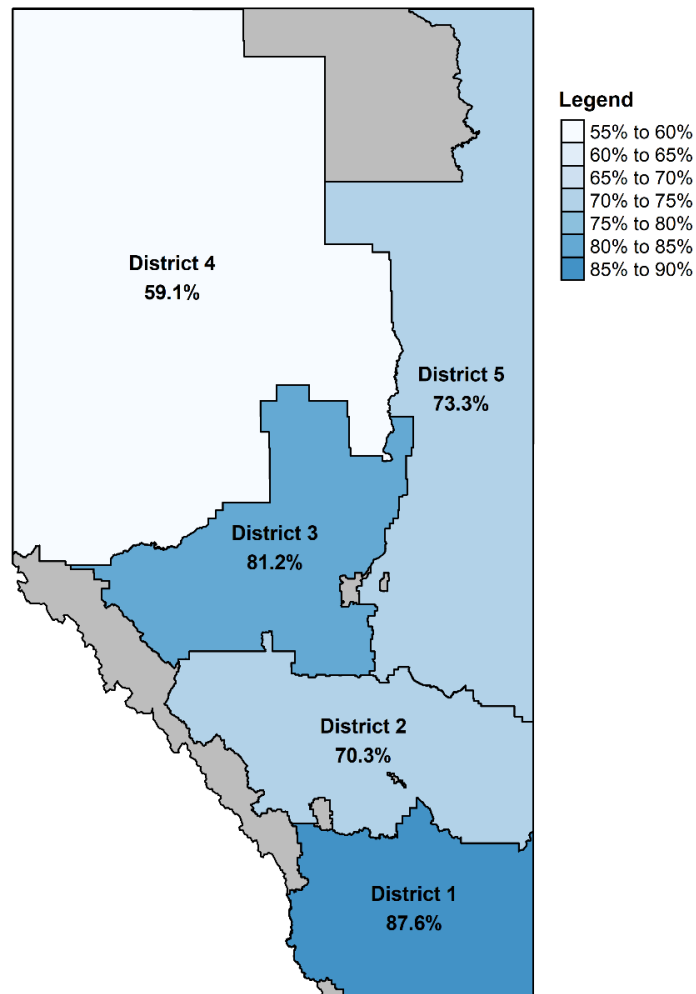 Legend
55% to 60%
60% to 65%
65% to 70%
70% to 75%
75% to 80%
80% to 85%
85% to 90%
District 4
59.1%
District 5
73.3%
District 3
81.2%
District 2
70.3%
District 1
87.6%